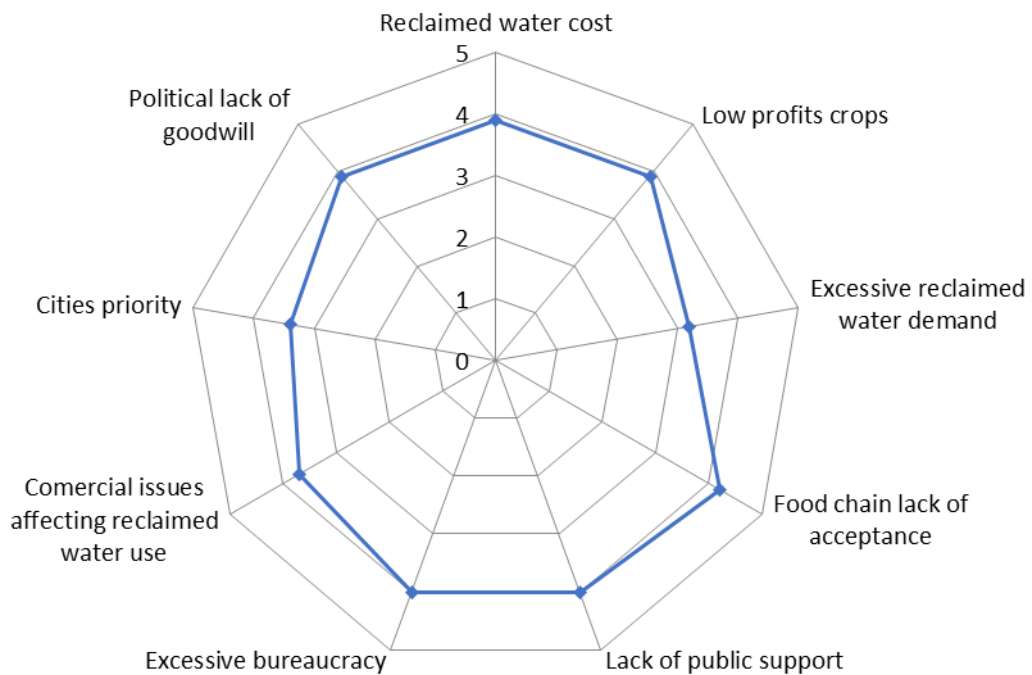 Reclaimed water cost
5
4
3
2
1
0
Low profits crops
Excessive reclaimed
water demand
Food chain lack of
acceptance
Lack of public support
Excessive bureaucracy
Comercial issues
affecting reclaimed
water use
Cities priority
Political lack of
goodwill